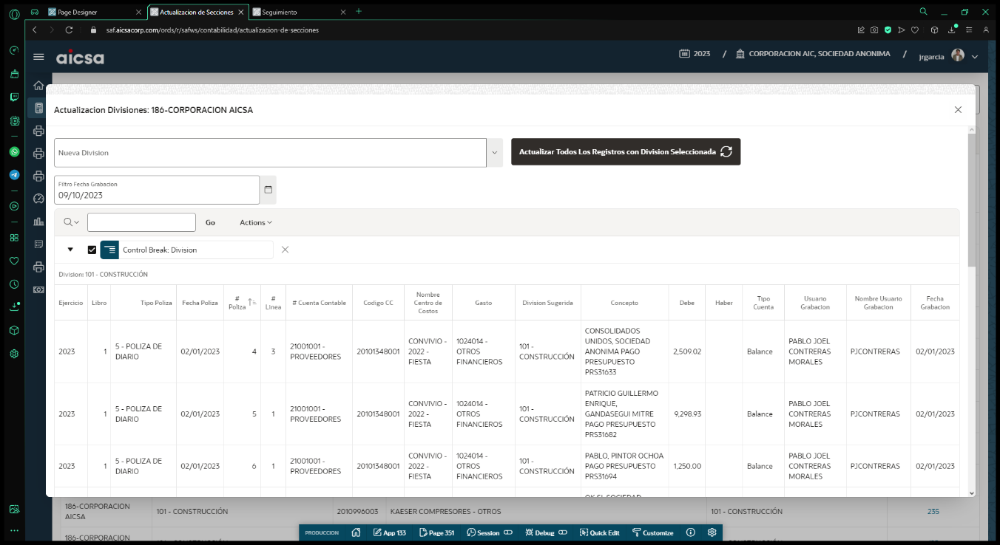 Page Designer
Actualizacion de Secciones
Seguimiento
saf.aicsacorp.com/ords/r/safws/contabilidad/actualizacion-de-secciones
aicsa
2023 / CORPORACION AIC, SOCIEDAD ANONIMA / jrgarcia
Actualizacion Divisiones: 186-CORPORACION AICSA
Nueva Division
Actualizar Todos Los Registros con Division Seleccionada
Filtro Fecha Grabacion
09/10/2023
Go
Actions
Control Break: Division
Division: 101 - CONSTRUCCIÓN
Ejercicio
Libro
Tipo Poliza
Fecha Poliza
#
Poliza
#
Linea
# Cuenta Contable
Codigo CC
Nombre
Centro de
Costos
Gasto
Division Sugerida
Concepto
Debe
Haber
Tipo
Cuenta
Usuario
Grabacion
Nombre Usuario
Grabacion
Fecha
Grabacion
2023
1
5 - POLIZA DE
DIARIO
02/01/2023
4
3
21001001 -
PROVEEDORES
20101348001
CONVIVIO -
2022 -
FIESTA
1024014 -
OTROS
FINANCIEROS
101 -
CONSTRUCCIÓN
CONSOLIDADOS
UNIDOS, SOCIEDAD
ANONIMA PAGO
PRESUPUESTO
PRS31633
2,509.02
Balance
PABLO JOEL
CONTRERAS
MORALES
PJCONTRERAS
02/01/2023
2023
1
5 - POLIZA DE
DIARIO
02/01/2023
5
1
21001001 -
PROVEEDORES
20101348001
CONVIVIO -
2022 -
FIESTA
1024014 -
OTROS
FINANCIEROS
101 -
CONSTRUCCIÓN
PATRICIO GUILLERMO
ENRIQUE,
GANDASEGUI MITRE
PAGO PRESUPUESTO
PRS31682
9,298.93
Balance
PABLO JOEL
CONTRERAS
MORALES
PJCONTRERAS
02/01/2023
2023
1
5 - POLIZA DE
DIARIO
02/01/2023
6
1
21001001 -
PROVEEDORES
20101348001
CONVIVIO -
2022 -
FIESTA
1024014 -
OTROS
FINANCIEROS
101 -
CONSTRUCCIÓN
PABLO, PINTOR OCHOA
PAGO PRESUPUESTO
PRS31694
1,250.00
Balance
PABLO JOEL
CONTRERAS
MORALES
PJCONTRERAS
02/01/2023
186-CORPORACION
AICSA
101 - CONSTRUCCIÓN
2010996003
KAESER COMPRESORES - OTROS
101 - CONSTRUCCIÓN
235
186-CORPORACION
PRODUCCION
App 133
Page 351
Session
Debug
Quick Edit
Customize